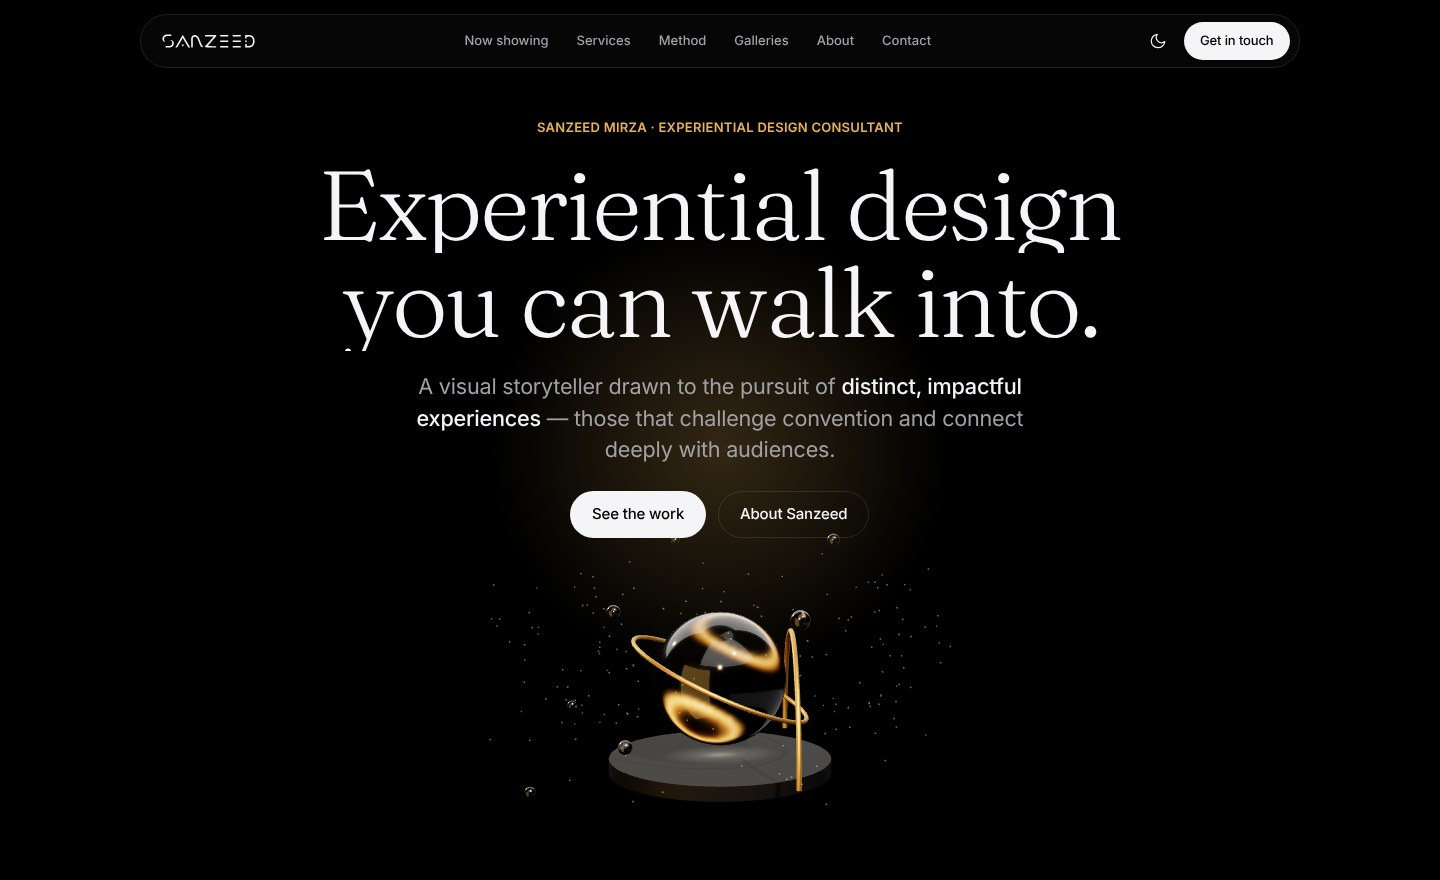 SANZEED
Now showing
Services
Method
Galleries
About
Contact
Get in touch
SANZEED MIRZA · EXPERIENTIAL DESIGN CONSULTANT
Experiential design
you can walk into.
A visual storyteller drawn to the pursuit of distinct, impactful
experiences — those that challenge convention and connect
deeply with audiences.
See the work
About Sanzeed